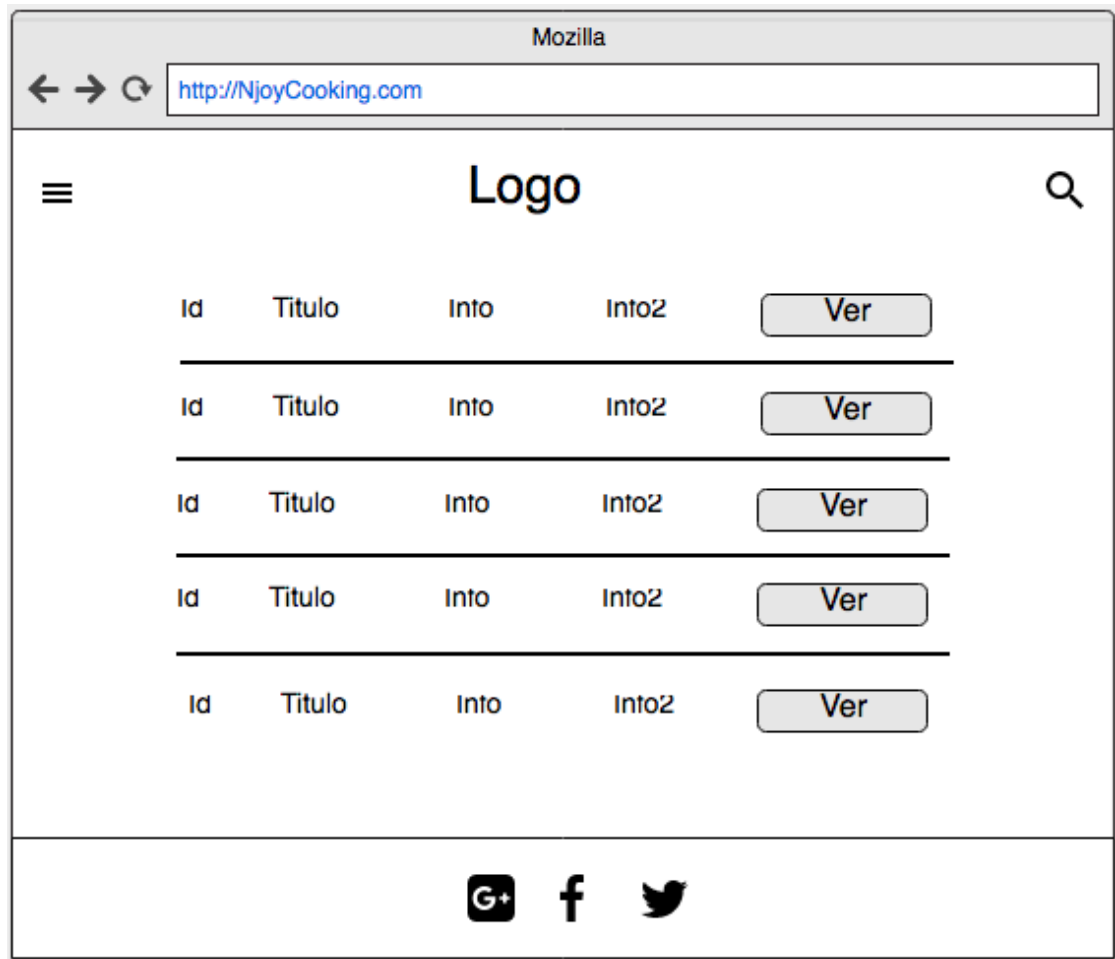 Mozilla
http://NjoyCooking.com
Logo
Id Titulo Info Info2 Ver
Id Titulo Info Info2 Ver
Id Titulo Info Info2 Ver
Id Titulo Info Info2 Ver
Id Titulo Info Info2 Ver
G+ f